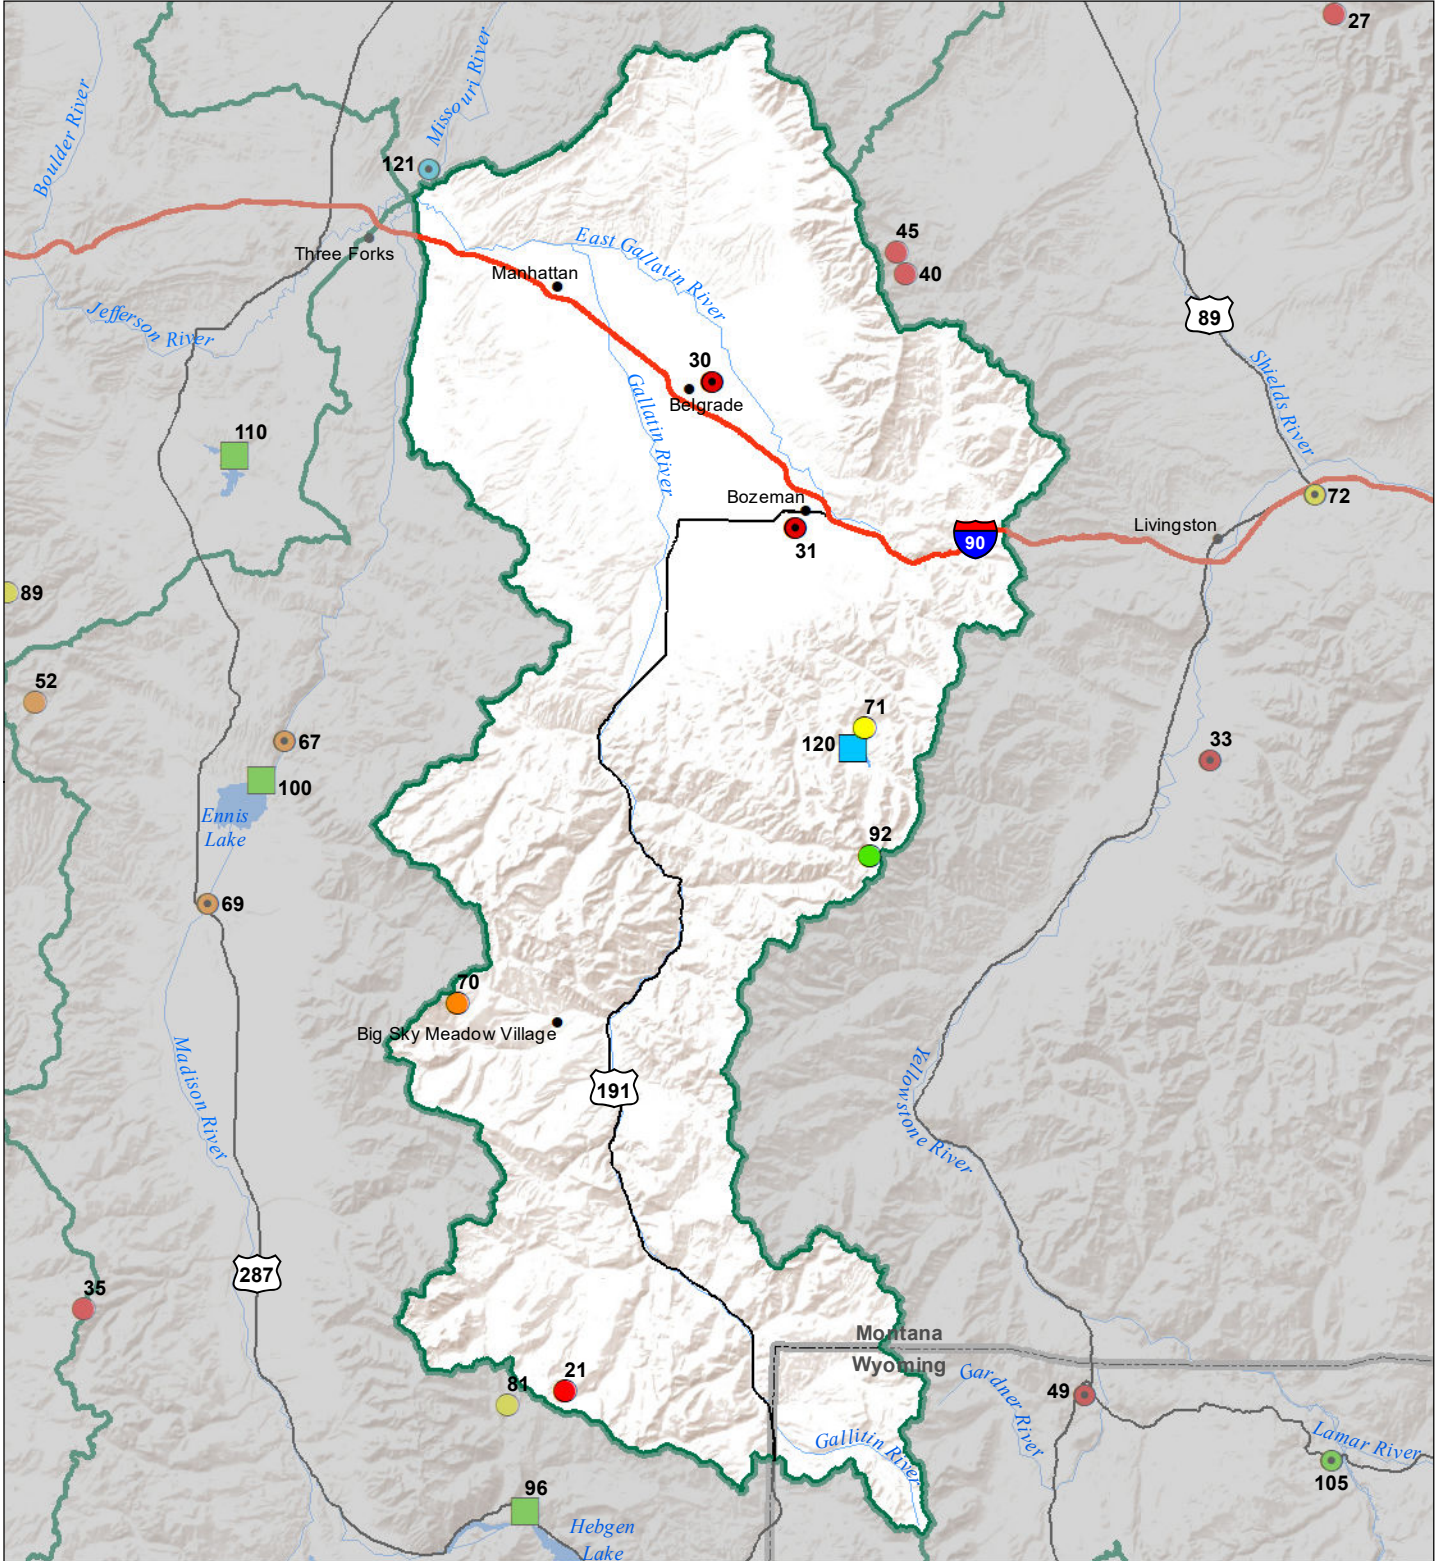 27
Missouri River
Boulder River
121
Three Forks
East Gallatin River
45
40
Manhattan
Jefferson River
89
Shields River
30
Belgrade
Gallatin River
110
Bozeman
31
90
72
Livingston
89
52
71
120
67
33
100
Ennis
Lake
92
69
70
Big Sky Meadow Village
Madison River
Yellowstone River
191
287
35
Montana
Wyoming
81
21
49
Gardner River
Gallitin River
Lamar River
105
96
Hebgen
Lake